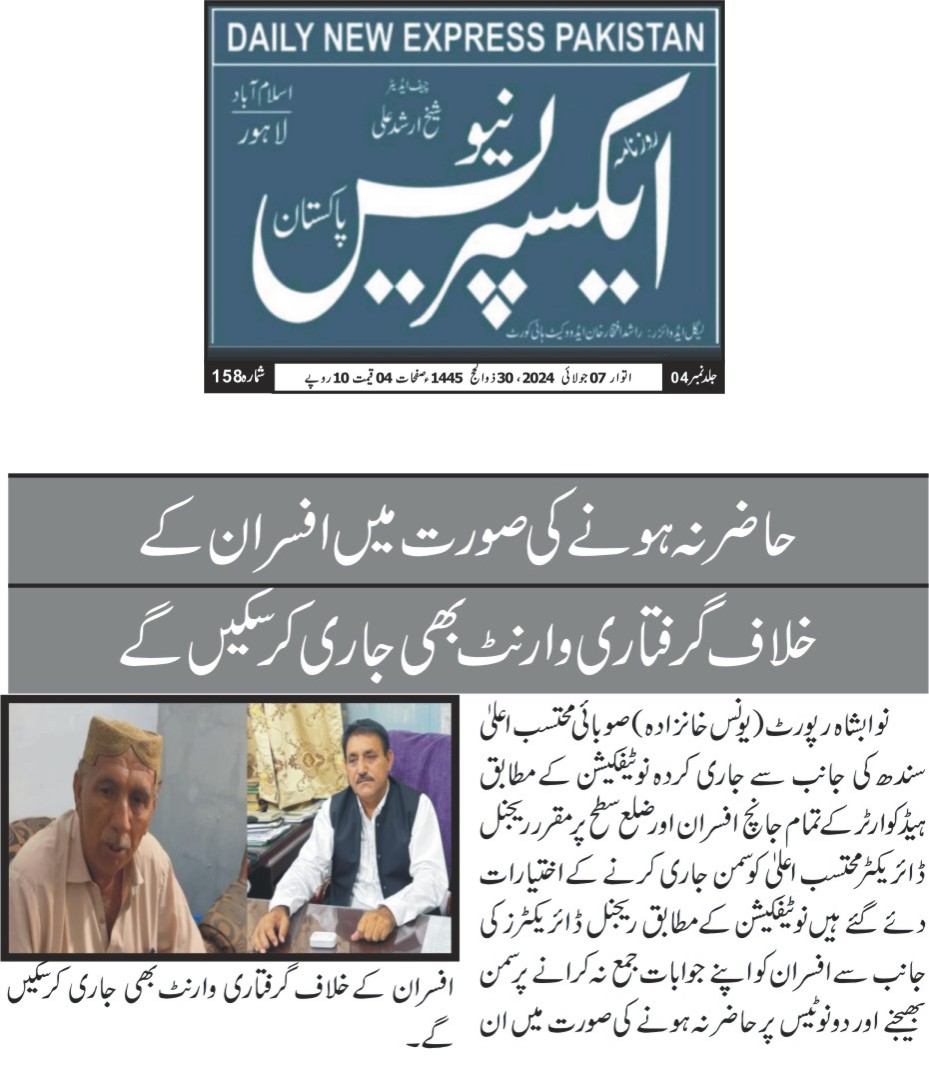 DAILY NEW EXPRESS PAKISTAN
اسلام آباد
لاہور
چیف ایڈیٹر
شیخ ارشد علی
روزنامہ
نیو
ایکسپریس
پاکستان
لیگل ایڈوائزر: راشد افتخار خان ایڈووکیٹ ہائی کورٹ
جلد نمبر 04
اتوار 07 جولائی 2024، 30 ذوالحج 1445ء صفحات 04 قیمت 10 روپے
شمارہ 158
حاضر نہ ہونے کی صورت میں افسران کے
خلاف گرفتاری وارنٹ بھی جاری کر سکیں گے
نوابشاہ رپورٹ (یونس خانزادہ) صوبائی محتسب اعلیٰ
سندھ کی جانب سے جاری کردہ نوٹیفکیشن کے مطابق
ہیڈکوارٹر کے تمام جانچ افسران اور ضلع سطح پر مقرر ریجنل
ڈائریکٹر محتسب اعلیٰ کو سمن جاری کرنے کے اختیارات
دئے گئے ہیں نوٹیفکیشن کے مطابق ریجنل ڈائریکٹرز کی
جانب سے افسران کو اپنے جوابات جمع نہ کرانے پر سمن
بھیجنے اور دو نوٹیس پر حاضر نہ ہونے کی صورت میں ان
افسران کے خلاف گرفتاری وارنٹ بھی جاری کر سکیں
گے۔